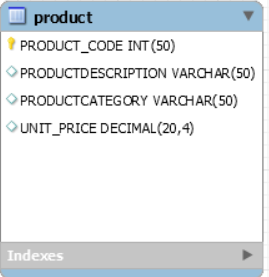 product
PRODUCT_CODE INT(50)
PRODUCTDESCRIPTION VARCHAR(50)
PRODUCTCATEGORY VARCHAR(50)
UNIT_PRICE DECIMAL(20,4)
Indexes